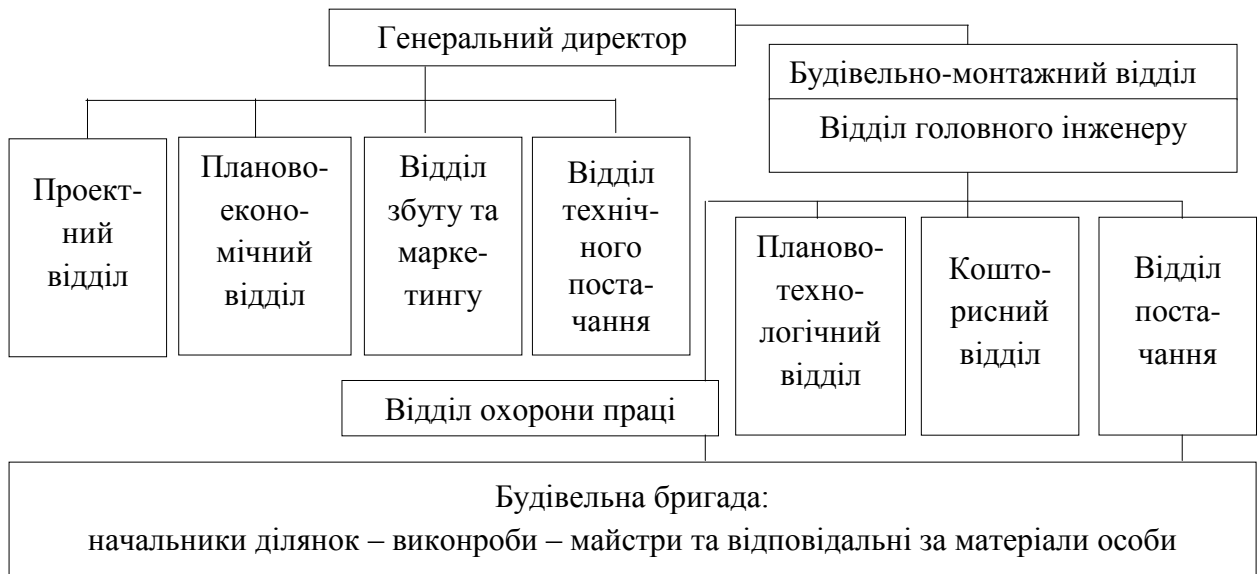 Генеральний директор
Будівельно-монтажний відділ
Відділ головного інженеру
Проект-
ний
відділ
Планово-
еконо-
мічний
відділ
Відділ
збуту та
марке-
тингу
Відділ
техніч-
ного
поста-
чання
Планово-
техно-
логічний
відділ
Кошто-
рисний
відділ
Відділ
поста-
чання
Відділ охорони праці
Будівельна бригада:
начальники ділянок – виконроби – майстри та відповідальні за матеріали особи